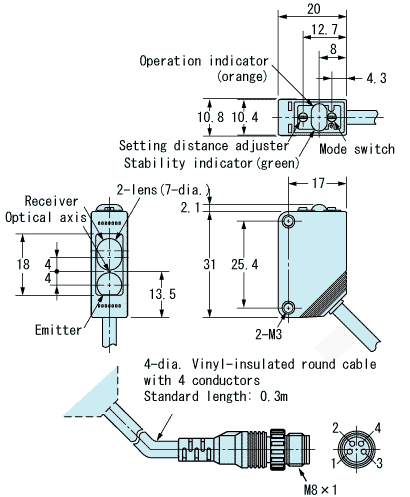 20
12.7
8
Operation indicator
(orange)
4.3
10.8
10.4
Setting distance adjuster
Mode switch
Stability indicator(green)
Receiver
2-lens(7-dia.)
Optical axis
17
2.1
18
4
4
31
25.4
13.5
Emitter
2-M3
4-dia. Vinyl-insulated round cable
with 4 conductors
Standard length: 0.3m
2
4
1
3
M8×1